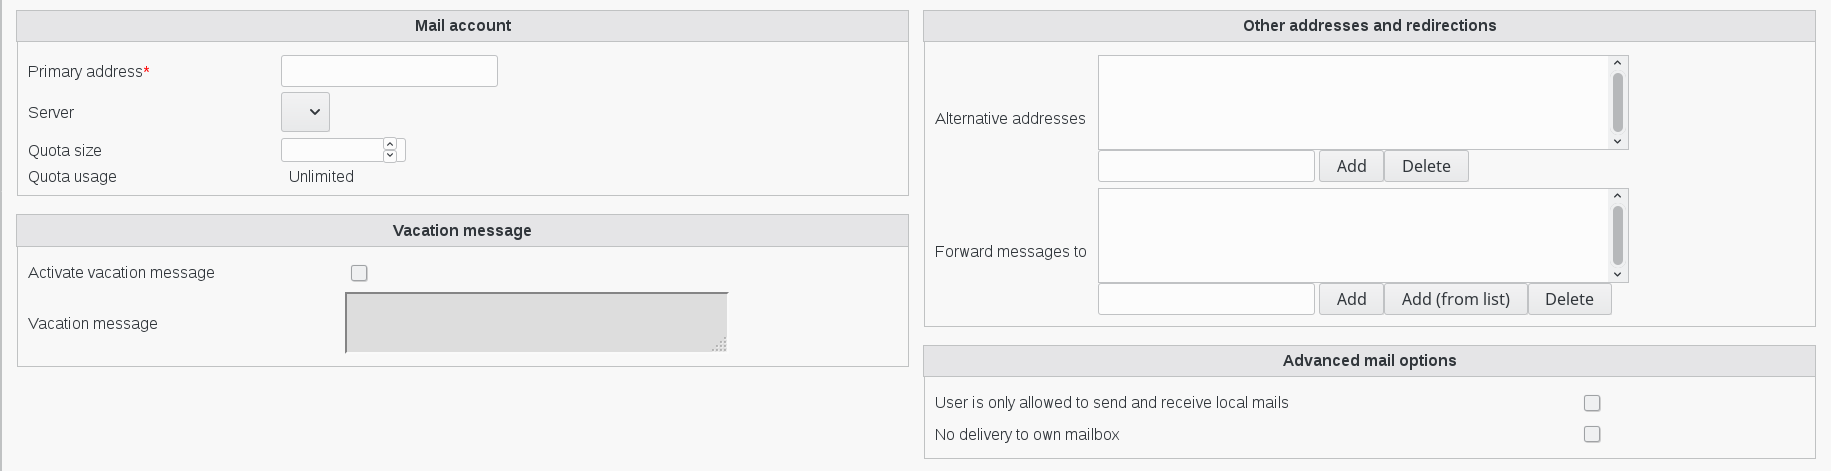 Mail account
Primary address*
Server
Quota size
Quota usage Unlimited
Vacation message
Activate vacation message
Vacation message
Other addresses and redirections
Alternative addresses
Add Delete
Forward messages to
Add Add (from list) Delete
Advanced mail options
User is only allowed to send and receive local mails
No delivery to own mailbox